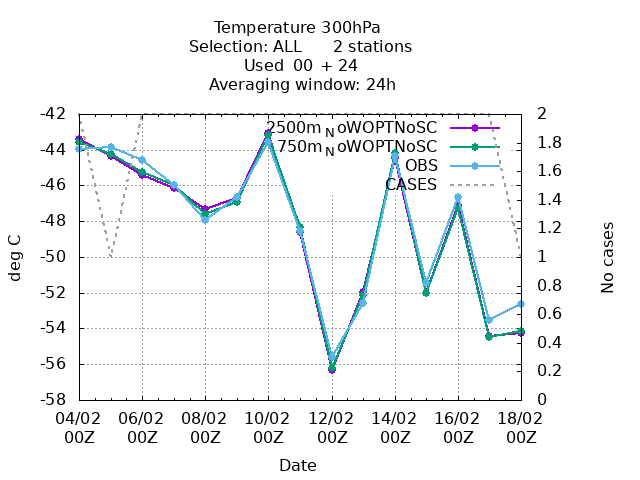 Temperature 300hPa
Selection: ALL 2 stations
Used 00 + 24
Averaging window: 24h
-42
-44
-46
-48
-50
-52
-54
-56
-58
2
1.8
1.6
1.4
1.2
1
0.8
0.6
0.4
0.2
0
2500m NoWOPTNoSC
750m NoWOPTNoSC
OBS
CASES
deg C
No cases
04/02 06/02 08/02 10/02 12/02 14/02 16/02 18/02
00Z 00Z 00Z 00Z 00Z 00Z 00Z 00Z
Date